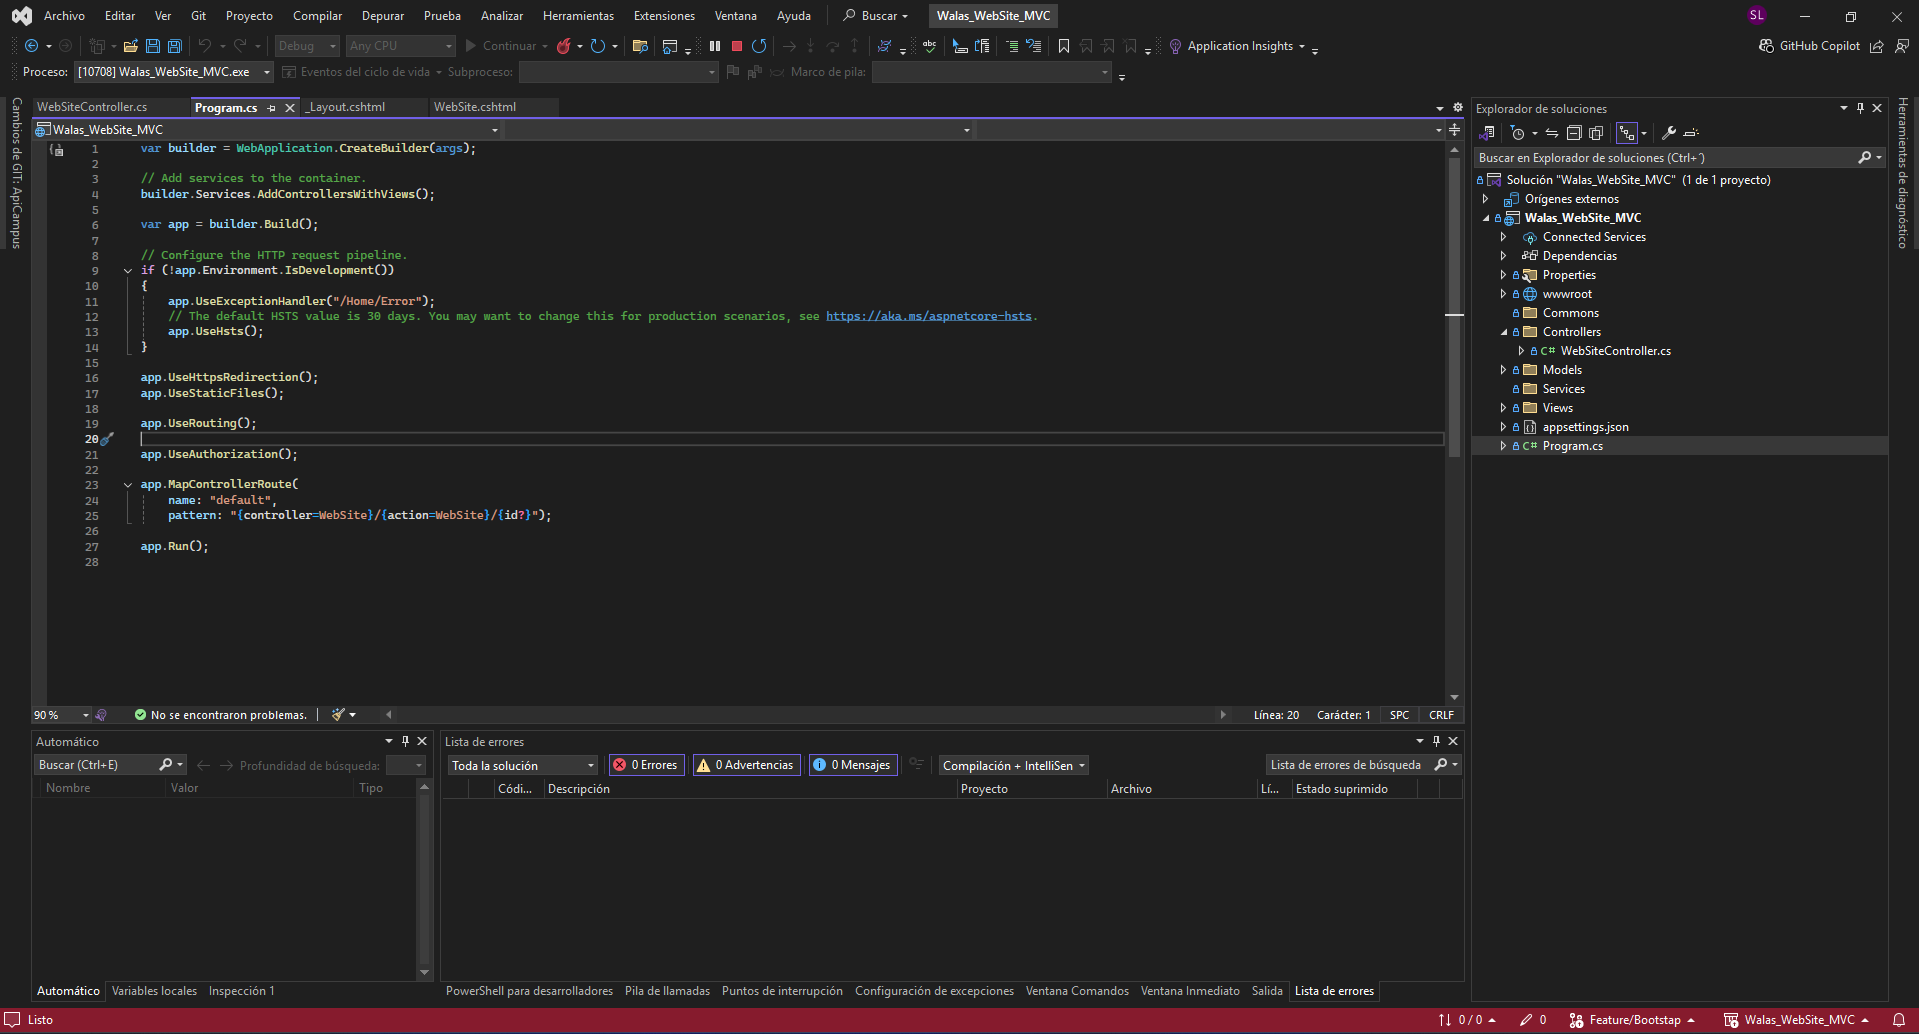 Archivo Editar Ver Git Proyecto Compilar Depurar Prueba Analizar Herramientas Extensiones Ventana Ayuda Buscar Walas_WebSite_MVC SL
Debug Any CPU Continuar Application Insights GitHub Copilot
Proceso: [10708] Walas_WebSite_MVC.exe Eventos del ciclo de vida Subproceso: Marco de pila:
Cambios de GIT: ApiCampus
WebSiteController.cs Program.cs _Layout.cshtml WebSite.cshtml
Walas_WebSite_MVC
1 var builder = WebApplication.CreateBuilder(args);
2
3 // Add services to the container.
4 builder.Services.AddControllersWithViews();
5
6 var app = builder.Build();
7
8 // Configure the HTTP request pipeline.
9 if (!app.Environment.IsDevelopment())
10 {
11 app.UseExceptionHandler("/Home/Error");
12 // The default HSTS value is 30 days. You may want to change this for production scenarios, see https://aka.ms/aspnetcore-hsts.
13 app.UseHsts();
14 }
15
16 app.UseHttpsRedirection();
17 app.UseStaticFiles();
18
19 app.UseRouting();
20
21 app.UseAuthorization();
22
23 app.MapControllerRoute(
24 name: "default",
25 pattern: "{controller=WebSite}/{action=WebSite}/{id?}");
26
27 app.Run();
28
90 % No se encontraron problemas. Línea: 20 Carácter: 1 SPC CRLF
Explorador de soluciones
Buscar en Explorador de soluciones (Ctrl+´)
Solución "Walas_WebSite_MVC" (1 de 1 proyecto)
Orígenes externos
Walas_WebSite_MVC
Connected Services
Dependencias
Properties
wwwroot
Commons
Controllers
C# WebSiteController.cs
Models
Services
Views
appsettings.json
C# Program.cs
Herramientas de diagnóstico
Automático
Buscar (Ctrl+E) Profundidad de búsqueda:
Nombre Valor Tipo
Automático Variables locales Inspección 1
Lista de errores
Toda la solución 0 Errores 0 Advertencias 0 Mensajes Compilación + IntelliSen Lista de errores de búsqueda
Códi... Descripción Proyecto Archivo Lí... Estado suprimido
PowerShell para desarrolladores Pila de llamadas Puntos de interrupción Configuración de excepciones Ventana Comandos Ventana Inmediato Salida Lista de errores
Listo 0 / 0 0 Feature/Bootstap Walas_WebSite_MVC